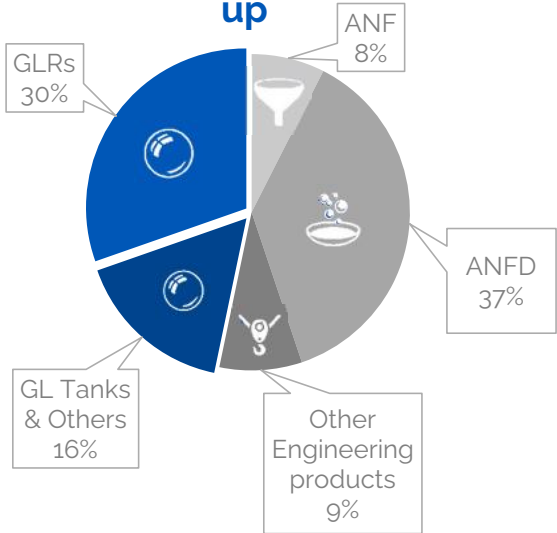 up
ANF
8%
GLRs
30%
ANFD
37%
GL Tanks
& Others
16%
Other
Engineering
products
9%